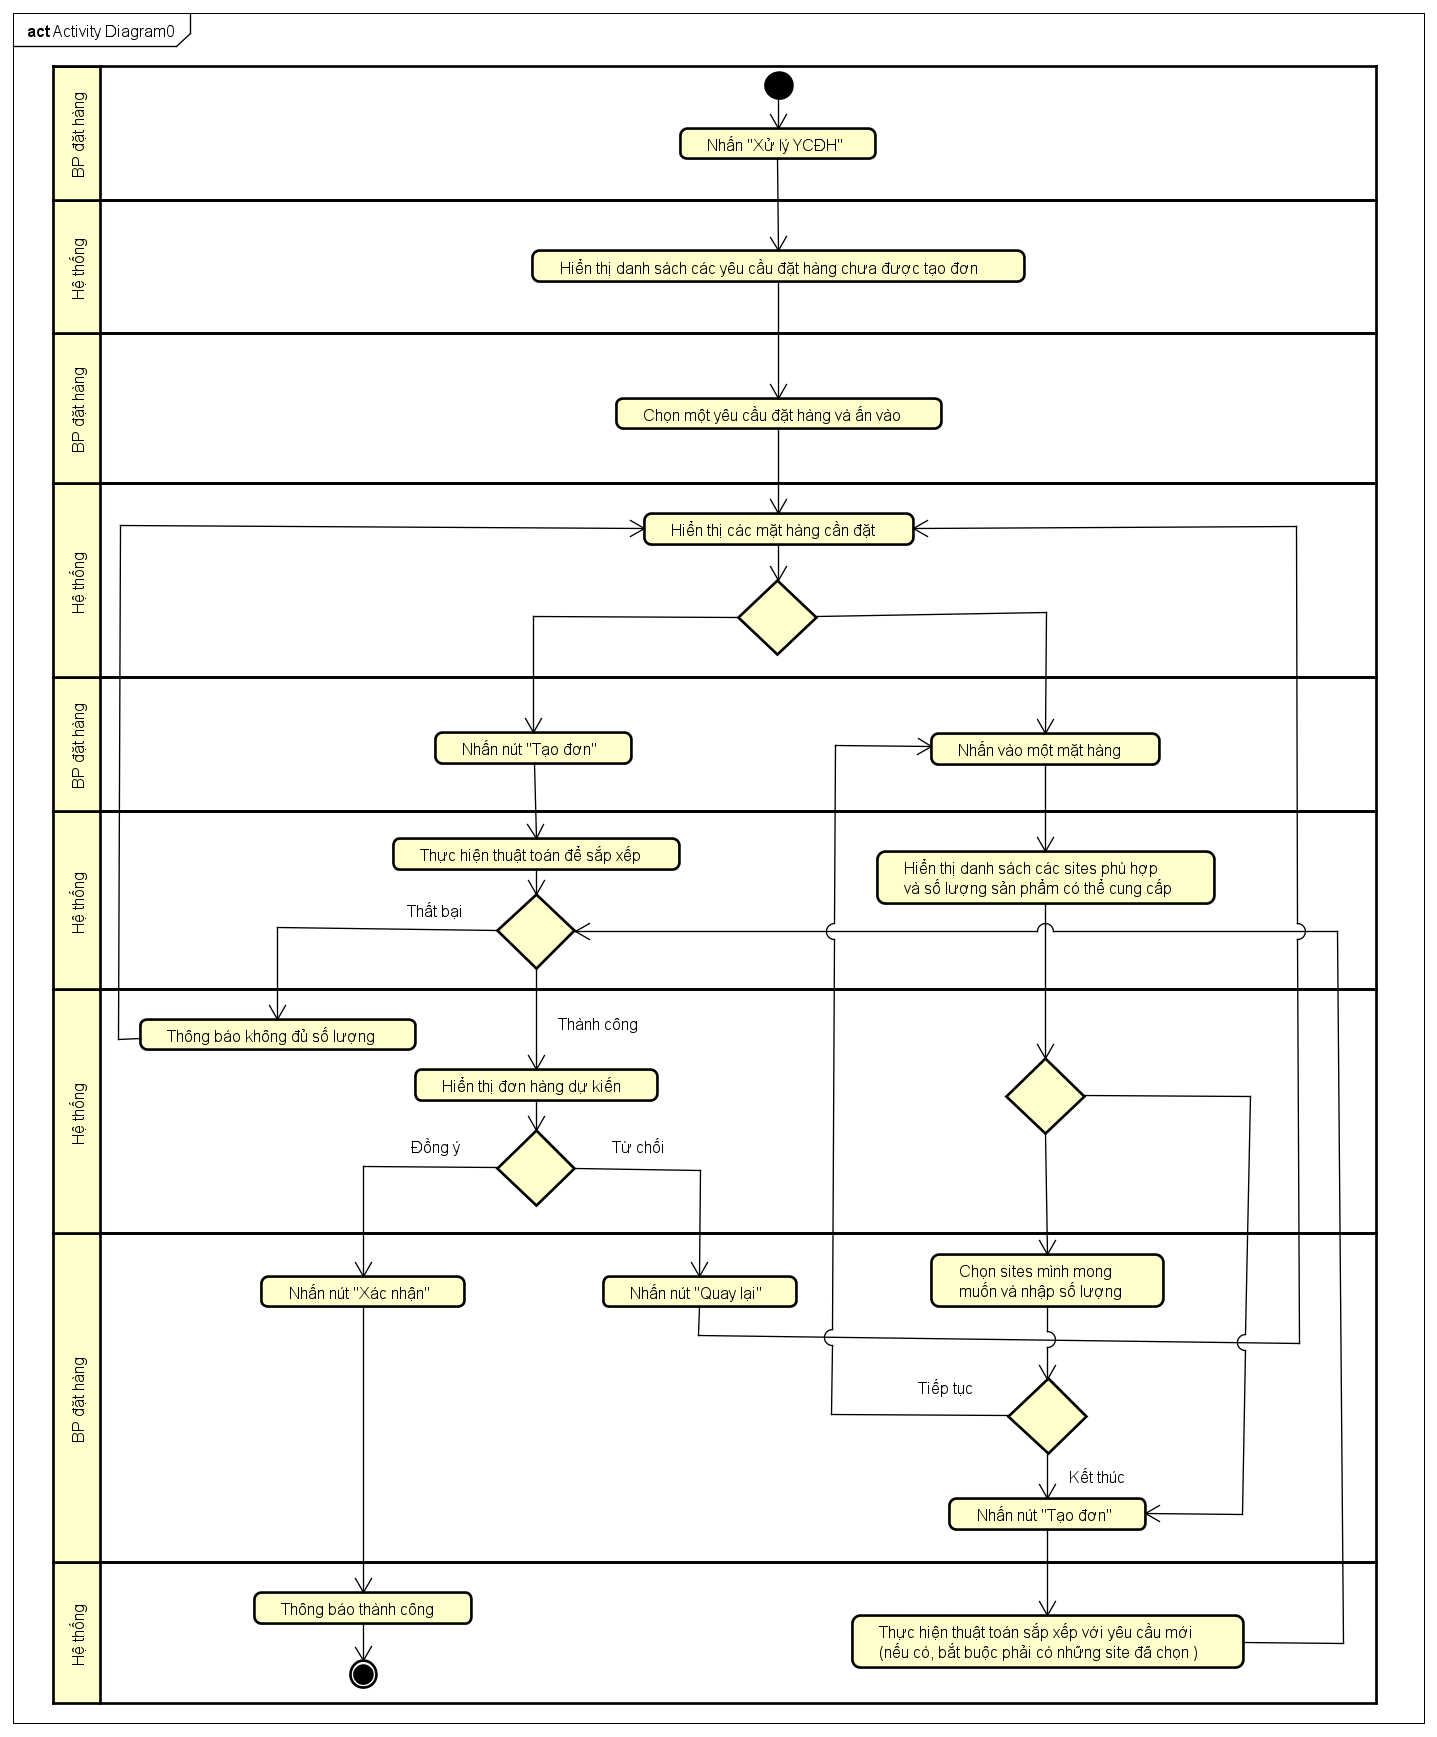 act Activity Diagram0
BP đặt hàng
Nhấn "Xử lý YCĐH"
Hệ thống
Hiển thị danh sách các yêu cầu đặt hàng chưa được tạo đơn
BP đặt hàng
Chọn một yêu cầu đặt hàng và ấn vào
Hệ thống
Hiển thị các mặt hàng cần đặt
BP đặt hàng
Nhấn nút "Tạo đơn"
Nhấn vào một mặt hàng
Hệ thống
Thực hiện thuật toán để sắp xếp
Hiển thị danh sách các sites phù hợp
và số lượng sản phẩm có thể cung cấp
Thất bại
Hệ thống
Thông báo không đủ số lượng
Thành công
Hiển thị đơn hàng dự kiến
Đồng ý
Từ chối
BP đặt hàng
Nhấn nút "Xác nhận"
Nhấn nút "Quay lại"
Chọn sites mình mong
muốn và nhập số lượng
Tiếp tục
Kết thúc
Nhấn nút "Tạo đơn"
Hệ thống
Thông báo thành công
Thực hiện thuật toán sắp xếp với yêu cầu mới
(nếu có, bắt buộc phải có những site đã chọn )